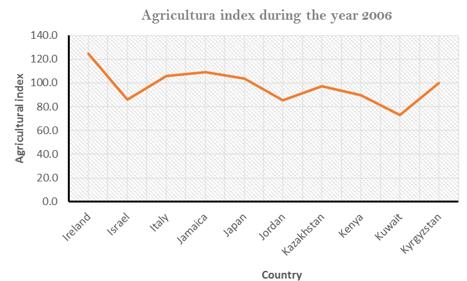 Agricultura index during the year 2006
140.0
120.0
100.0
80.0
60.0
40.0
20.0
0.0
Agricultural index
Ireland
Israel
Italy
Jamaica
Japan
Jordan
Kazakhstan
Kenya
Kuwait
Kyrgyzstan
Country